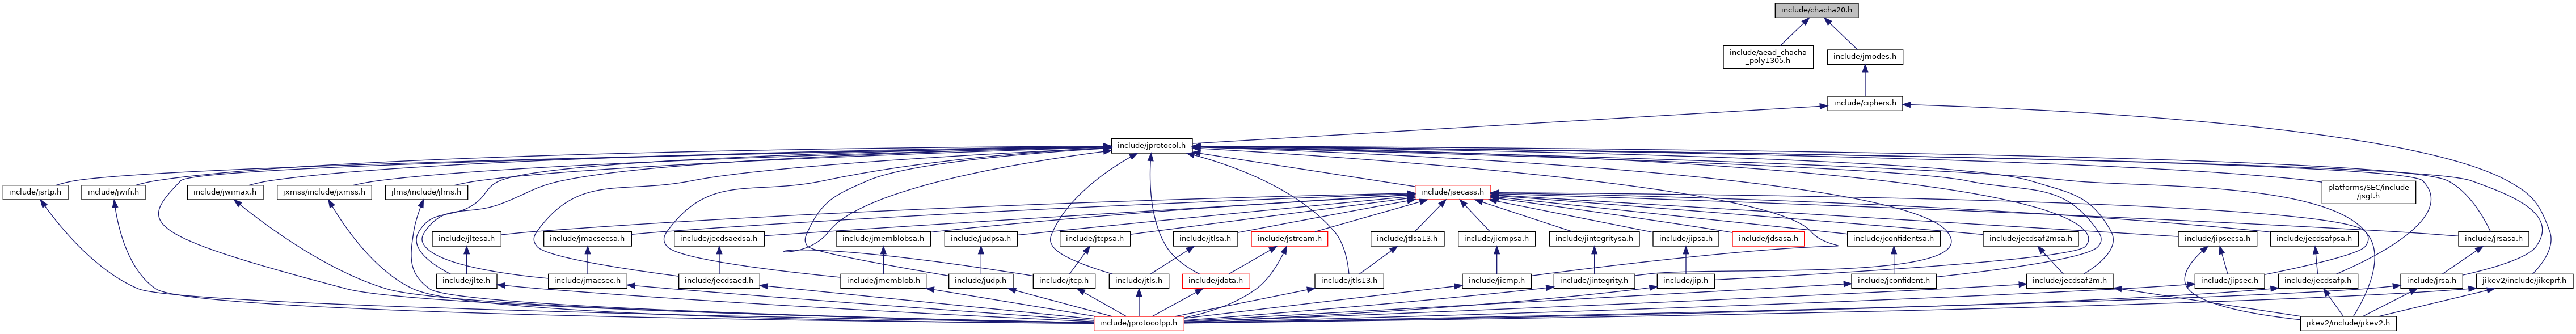 include/chacha20.h
include/aead_chacha
_poly1305.h
include/jmodes.h
include/ciphers.h
include/jprotocol.h
include/jsrtp.h
include/jwifi.h
include/jwimax.h
jxmss/include/jxmss.h
jlms/include/jlms.h
include/jsecass.h
platforms/SEC/include
/jsgt.h
include/jltesa.h
include/jmacsecsa.h
include/jecdsaedsa.h
include/jmemblobsa.h
include/judpsa.h
include/jtcpsa.h
include/jtlsa.h
include/jstream.h
include/jtlsa13.h
include/jicmpsa.h
include/jintegritysa.h
include/jipsa.h
include/jdsasa.h
include/jconfidentsa.h
include/jecdsaf2msa.h
include/jipsecsa.h
include/jecdsafpsa.h
include/jrsasa.h
include/jlte.h
include/jmacsec.h
include/jecdsaed.h
include/jmemblob.h
include/judp.h
include/jtcp.h
include/jtls.h
include/jdata.h
include/jtls13.h
include/jicmp.h
include/jintegrity.h
include/jip.h
include/jconfident.h
include/jecdsaf2m.h
include/jipsec.h
include/jecdsafp.h
include/jrsa.h
jikev2/include/jikeprf.h
include/jprotocolpp.h
jikev2/include/jikev2.h